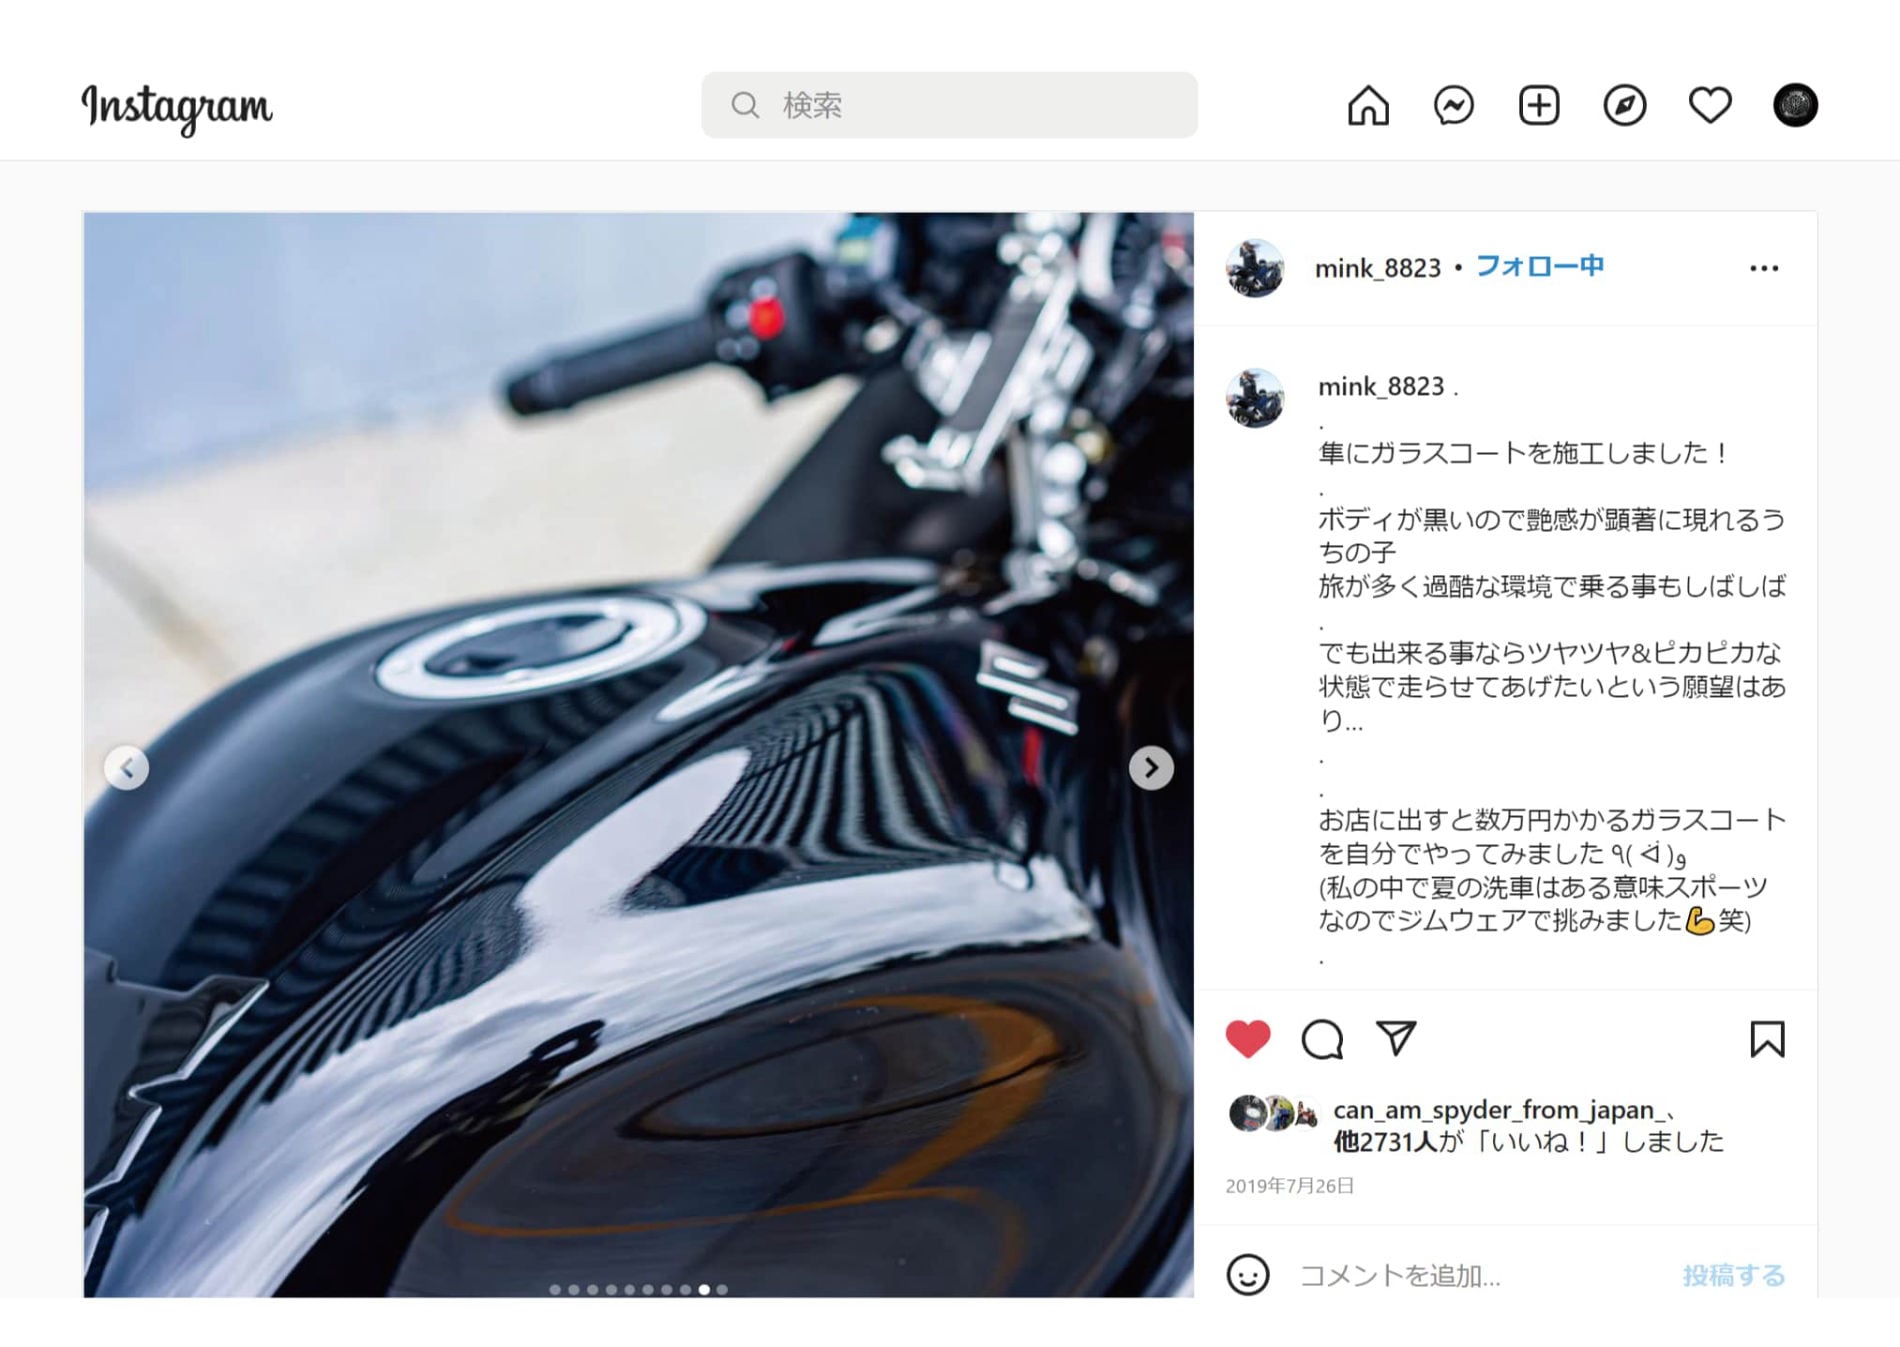 Instagram
検索
mink_8823 • フォロー中
mink_8823 .
.
隼にガラスコートを施工しました！
.
ボディが黒いので艶感が顕著に現れるう
ちの子
旅が多く過酷な環境で乗る事もしばしば
.
でも出来る事ならツヤツヤ&ピカピカな
状態で走らせてあげたいという願望はあ
り...
.
.
お店に出すと数万円かかるガラスコート
を自分でやってみました ٩( ᐛ )و
(私の中で夏の洗車はある意味スポーツ
なのでジムウェアで挑みました💪笑)
.
can_am_spyder_from_japan_、
他2731人が「いいね！」しました
2019年7月26日
コメントを追加...
投稿する